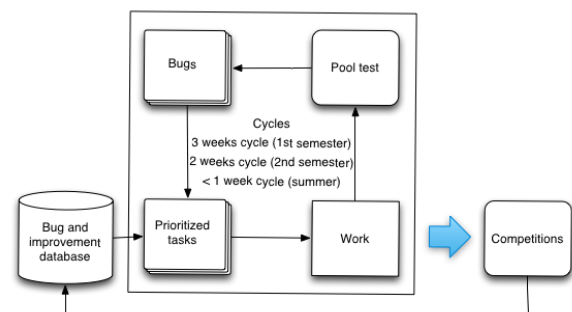 Bugs
Pool test
Cycles
3 weeks cycle (1st semester)
2 weeks cycle (2nd semester)
< 1 week cycle (summer)
Bug and
improvement
database
Prioritized
tasks
Work
Competitions